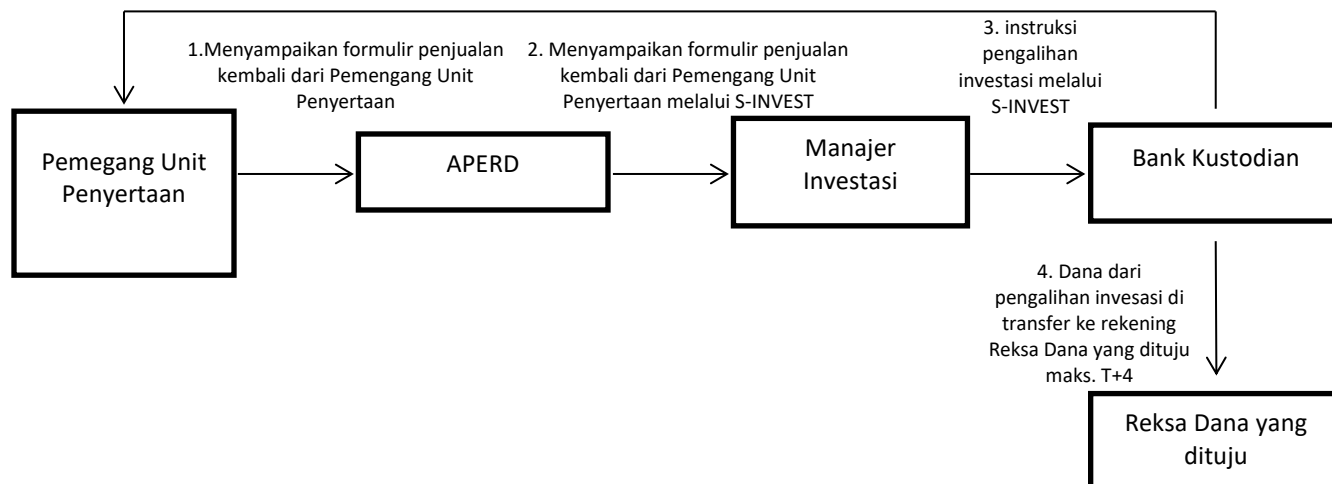 1.Menyampaikan formulir penjualan
kembali dari Pemengang Unit
Penyertaan
2. Menyampaikan formulir penjualan
kembali dari Pemengang Unit
Penyertaan melalui S-INVEST
3. instruksi
pengalihan
investasi melalui
S-INVEST
Pemegang Unit
Penyertaan
APERD
Manajer
Investasi
Bank Kustodian
4. Dana dari
pengalihan invesasi di
transfer ke rekening
Reksa Dana yang dituju
maks. T+4
Reksa Dana yang
dituju